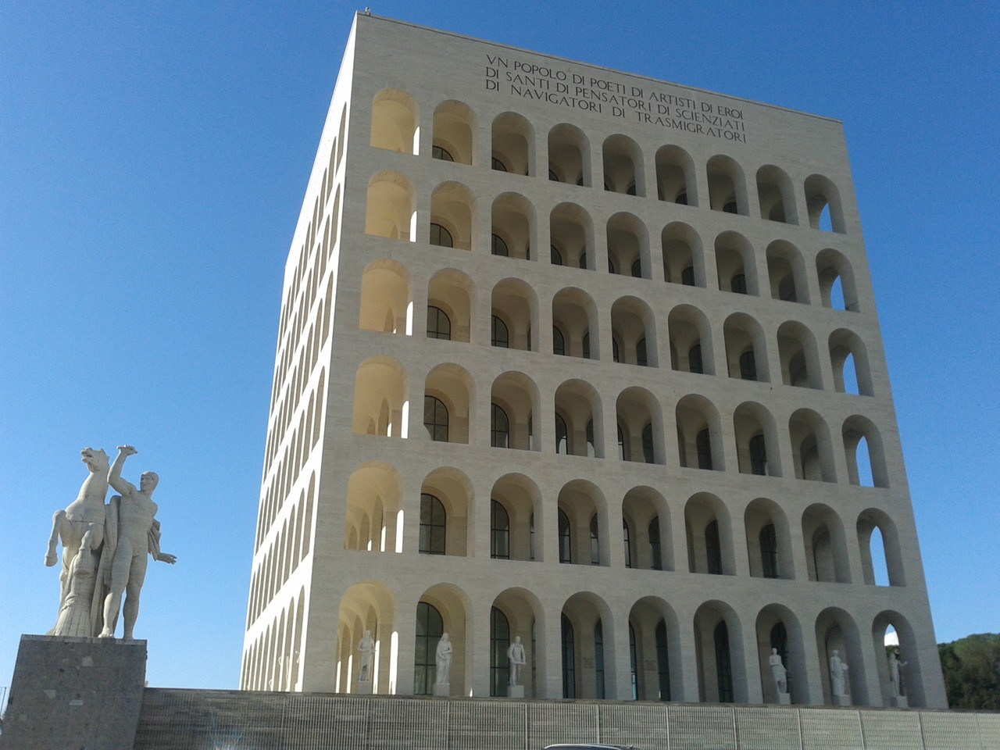 VN POPOLO DI POETI DI ARTISTI DI EROI
DI SANTI DI PENSATORI DI SCIENZIATI
DI NAVIGATORI DI TRASMIGRATORI